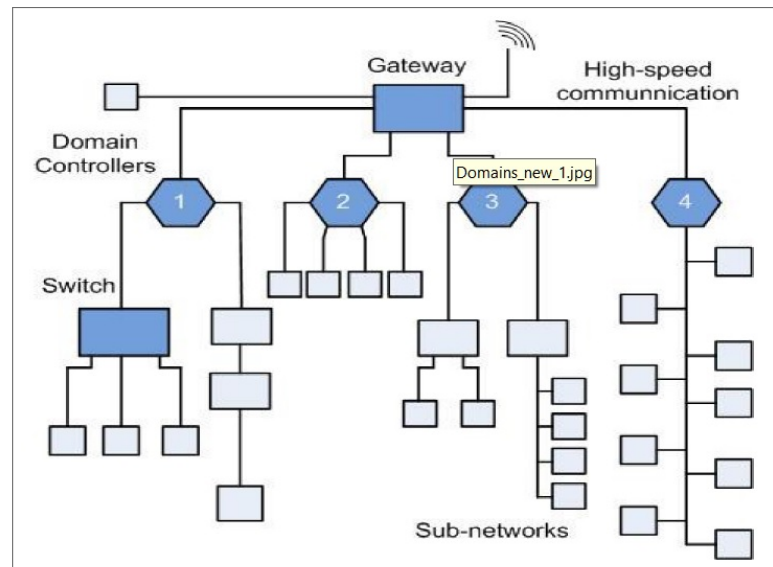 Gateway
High-speed
communnication
Domain
Controllers
Domains_new_1.jpg
1
2
3
4
Switch
Sub-networks